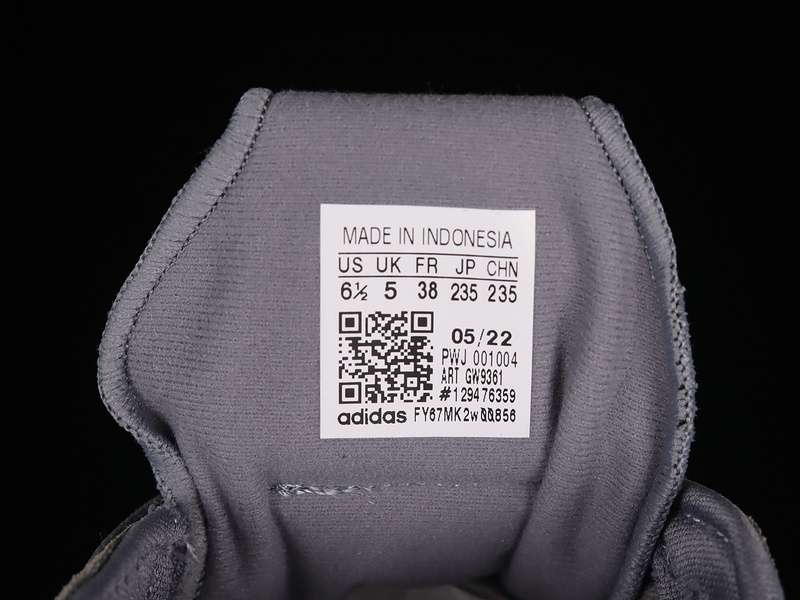 MADE IN INDONESIA
US UK FR JP CHN
6½ 5 38 235 235
05/22
PWJ 001004
ART GW9361
#129476359
adidas FY67MK2w00856